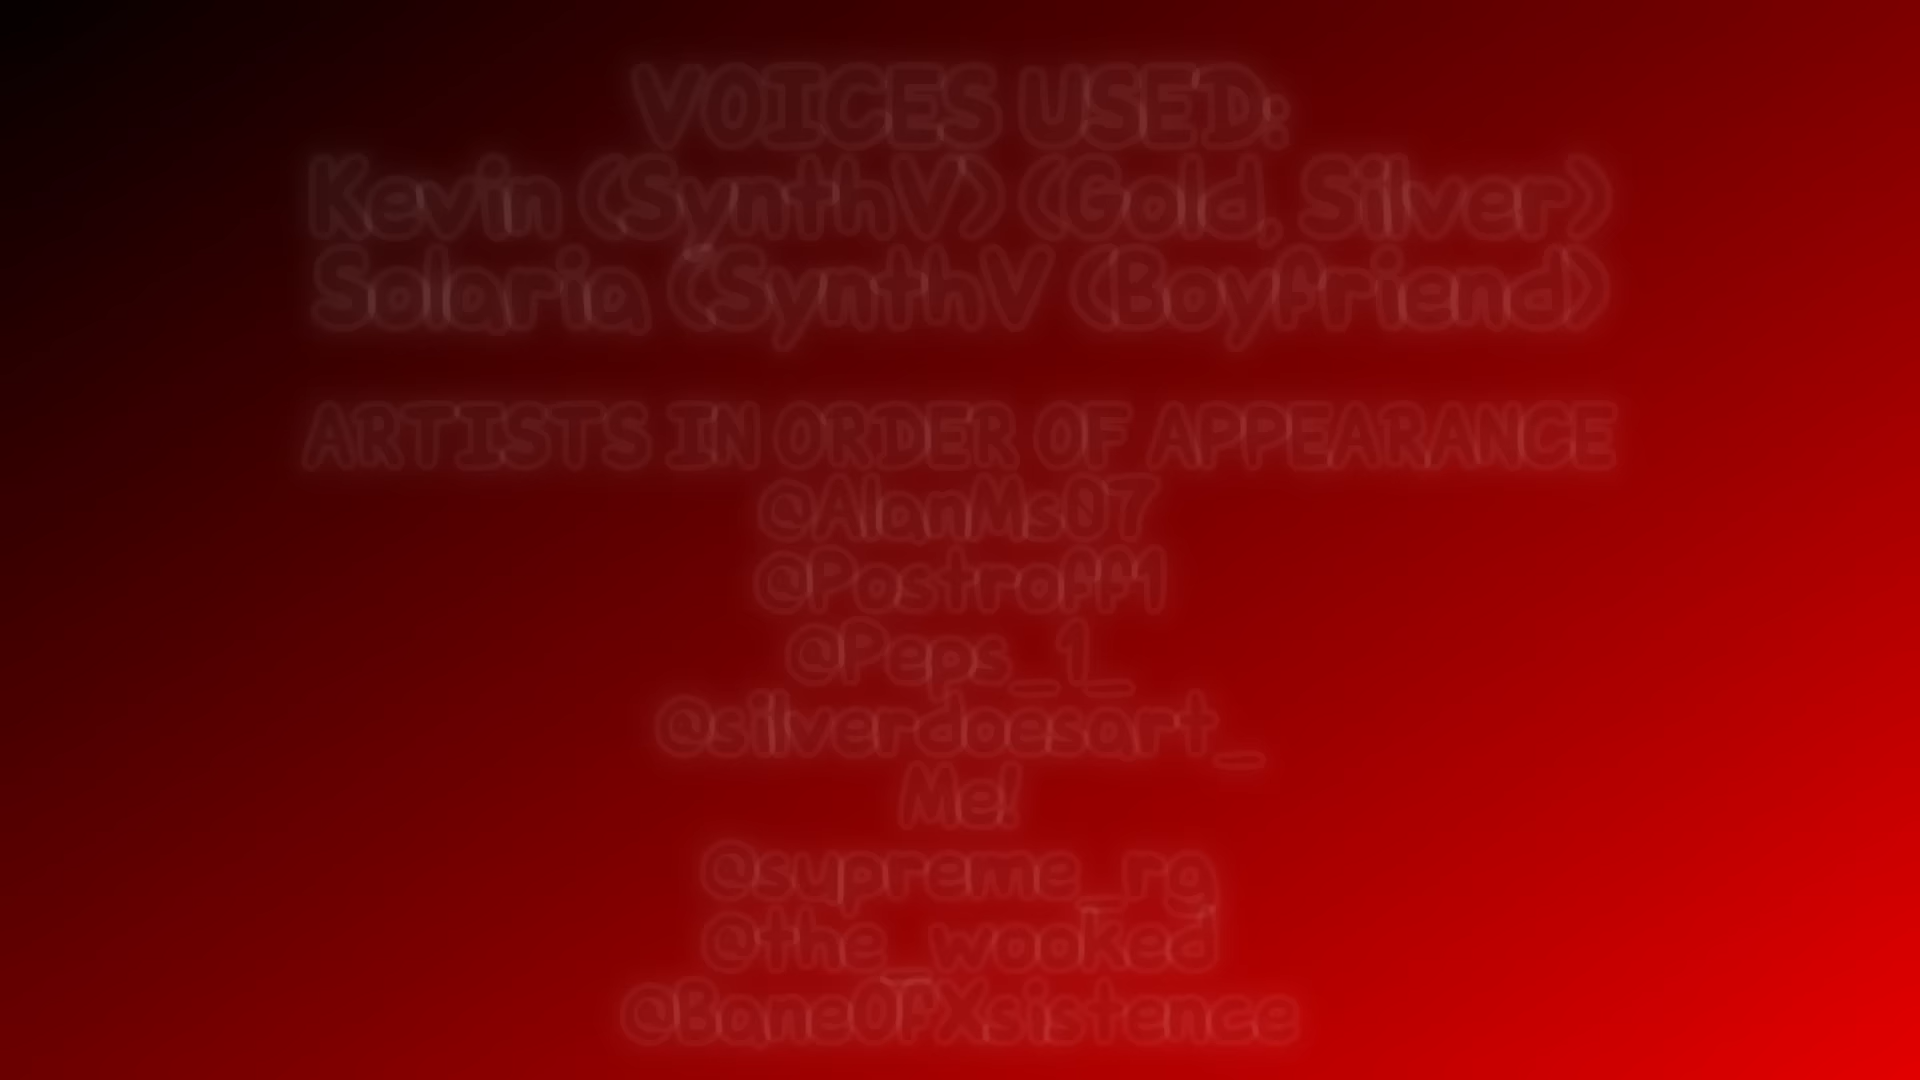 VOICES USED:
Kevin (SynthV) (Gold, Silver)
Solaria (SynthV (Boyfriend)
ARTISTS IN ORDER OF APPEARANCE
@AlanMs07
@Postroff1
@Peps_1_
@silverdoesart_
Me!
@supreme_rg
@the_wooked
@BaneOfXsistence